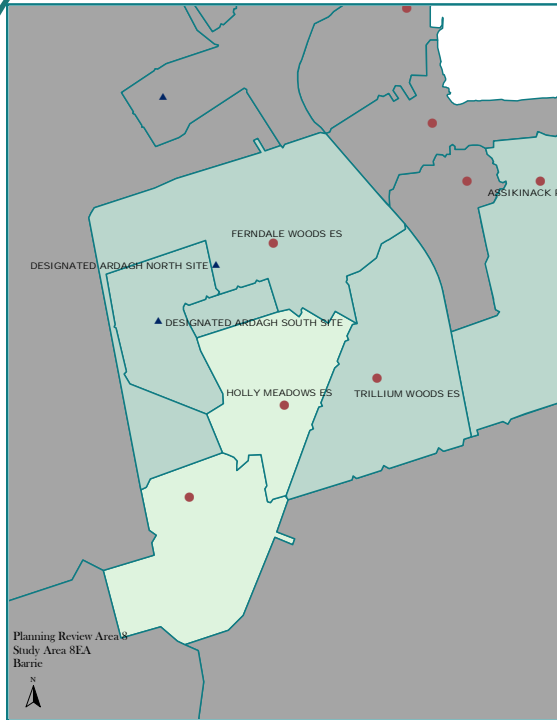 ASSIKINACK
FERNDALE WOODS ES
DESIGNATED ARDAGH NORTH SITE
DESIGNATED ARDAGH SOUTH SITE
HOLLY MEADOWS ES
TRILLIUM WOODS ES
Planning Review Area 8
Study Area 8EA
Barrie
N